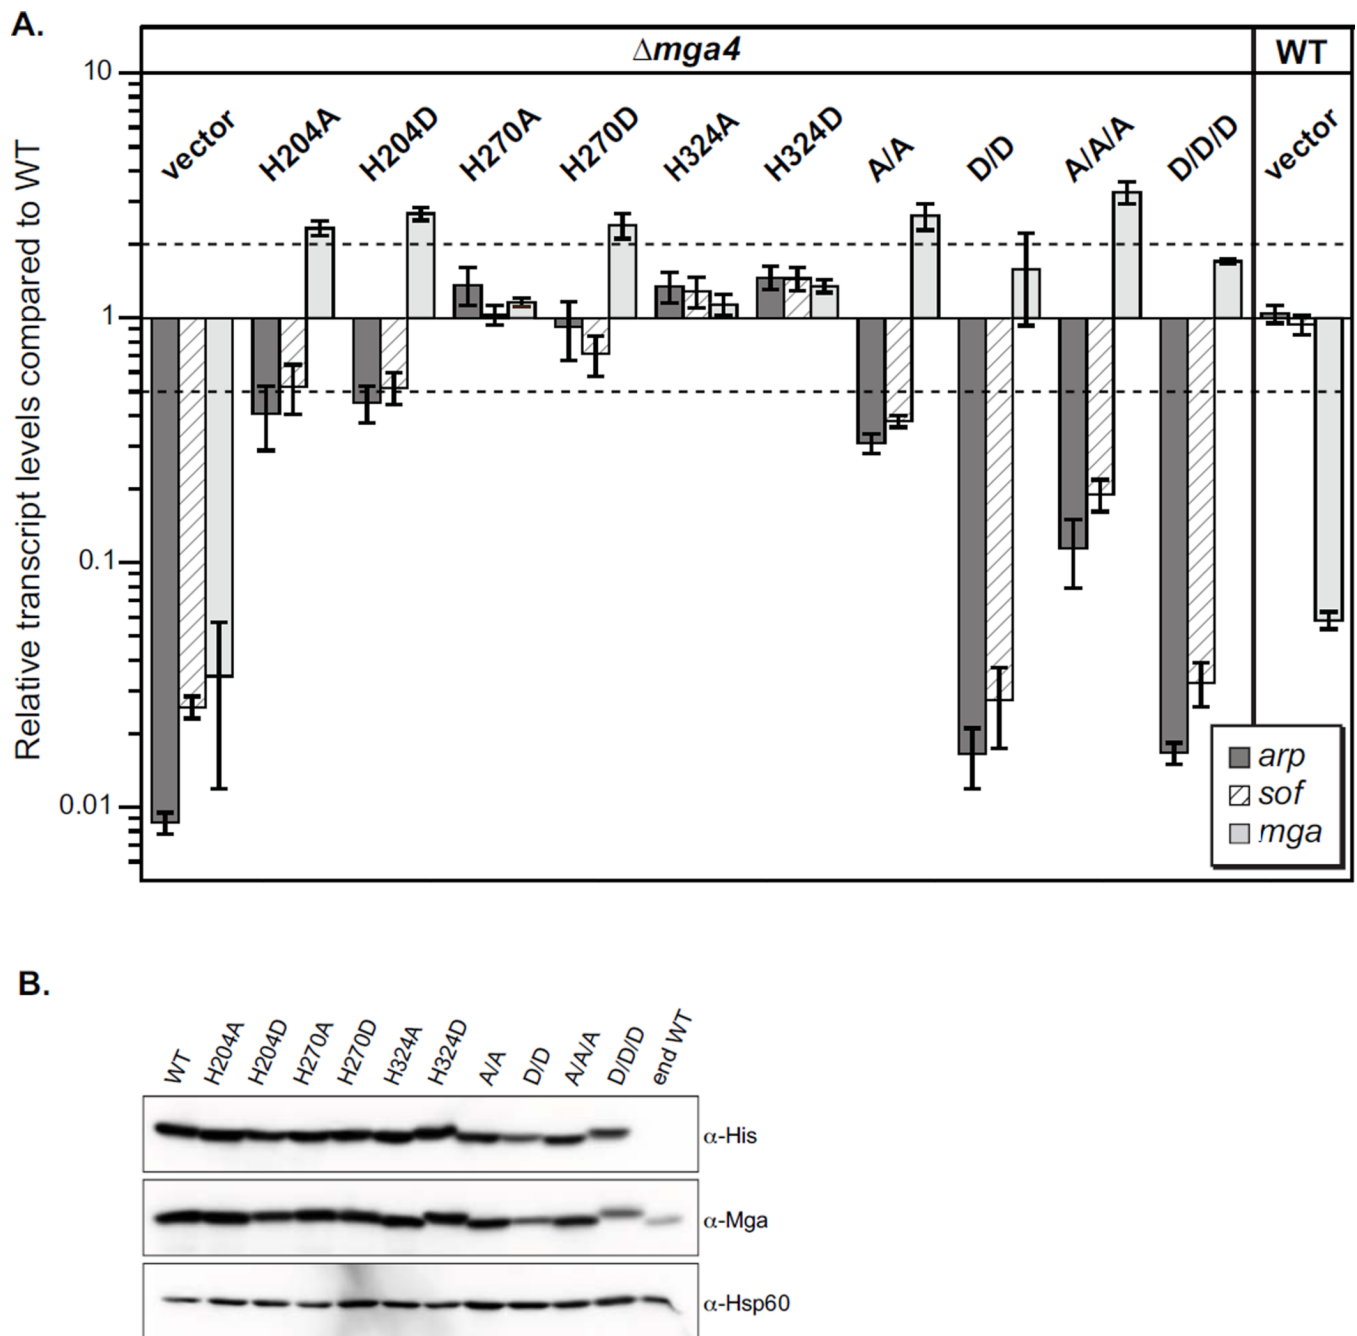 A.
Δmga4 WT
Relative transcript levels compared to WT
10
1
0.1
0.01
vector H204A H204D H270A H270D H324A H324D A/A D/D A/A/A D/D/D vector
arp
sof
mga
B.
WT H204A H204D H270A H270D H324A H324D A/A D/D A/A/A D/D/D end WT
α-His
α-Mga
α-Hsp60